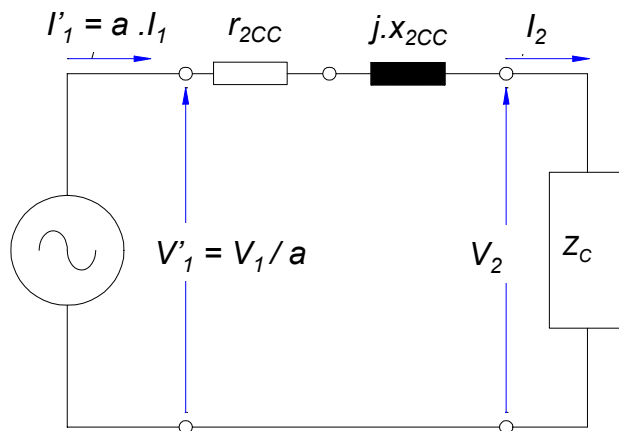 I'1 = a .I1
r2CC
j.x2CC
I2
V'1 = V1 / a
V2
ZC